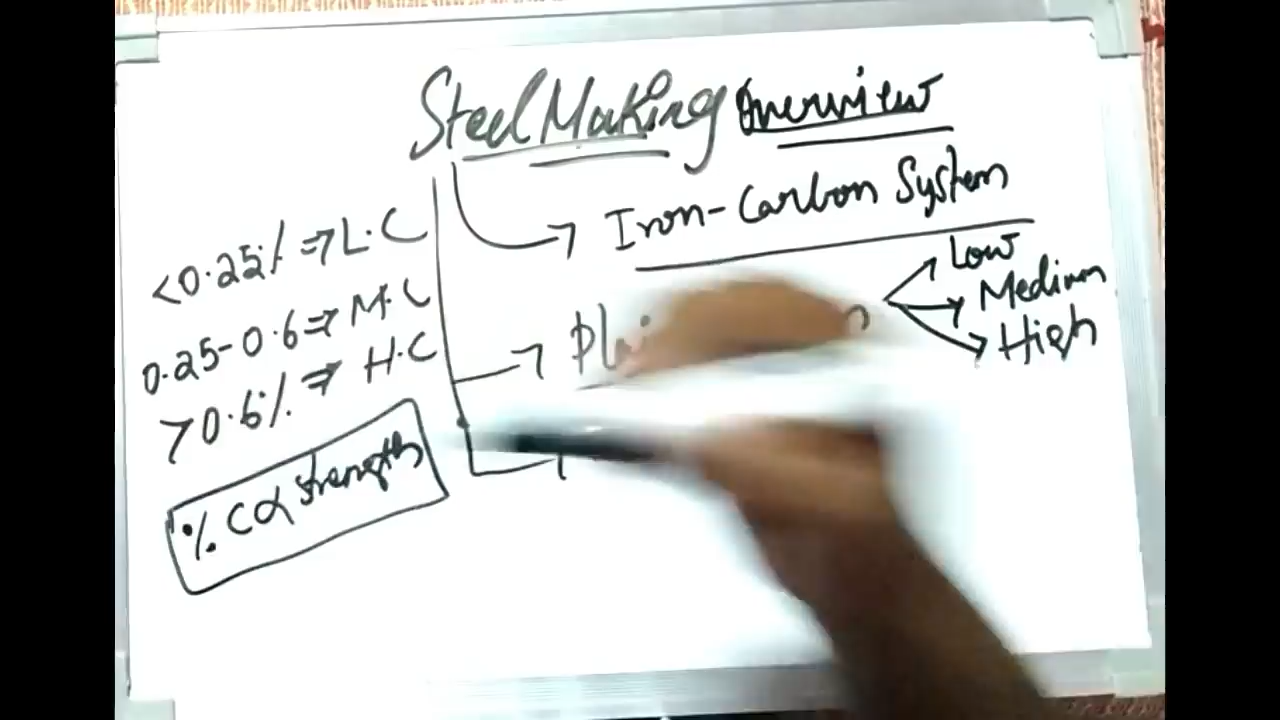 Steel Making Overview
→ Iron-Carbon System
<0.25% ⇒ L.C
0.25-0.6 ⇒ M.C
>0.6% ⇒ H.C
% C α strength
→
Low
Medium
High